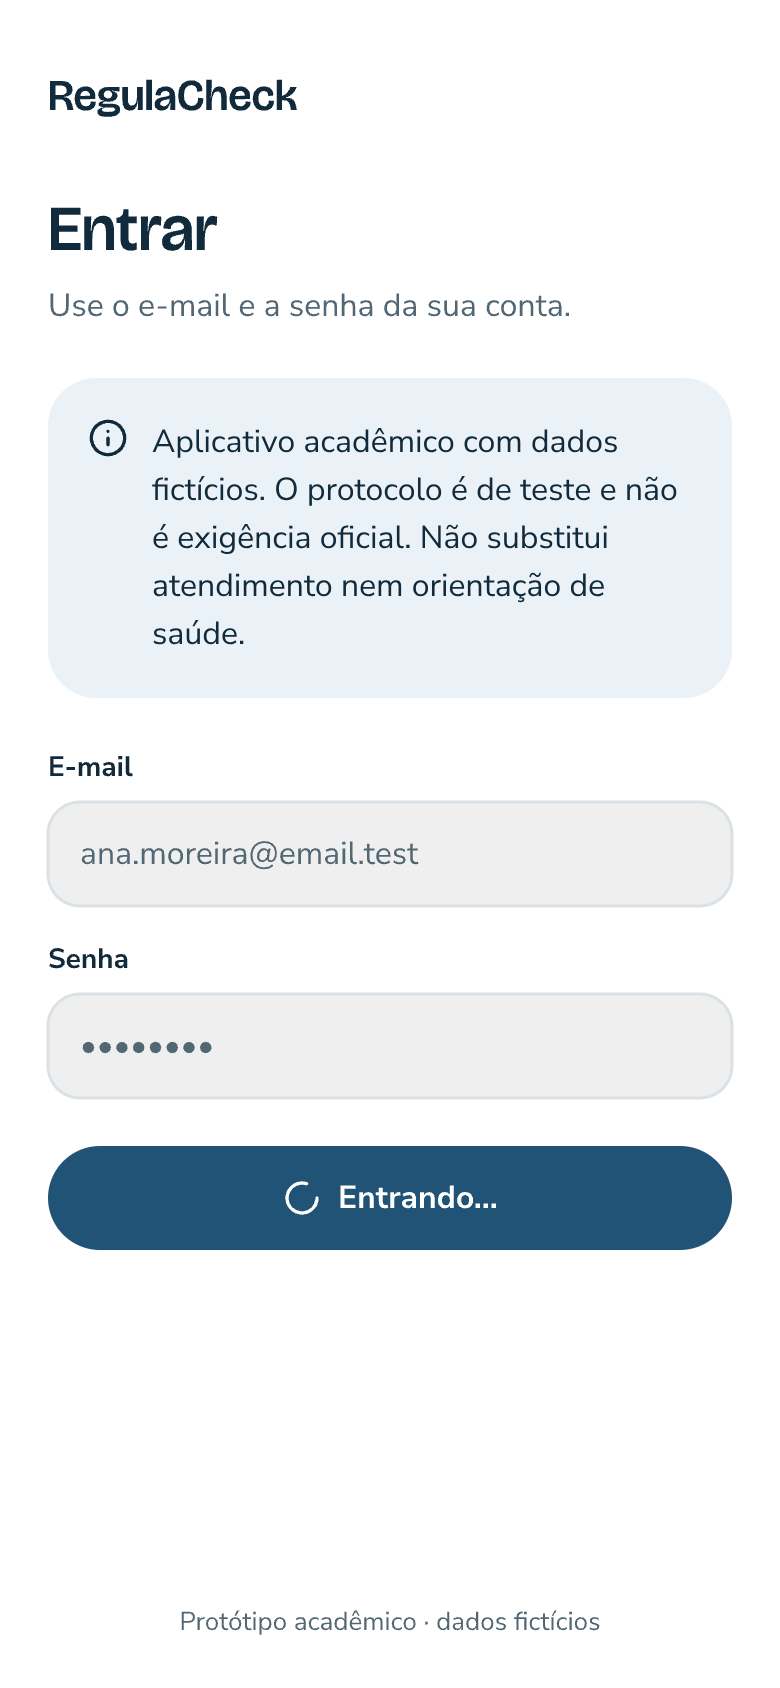 RegulaCheck
Entrar
Use o e-mail e a senha da sua conta.
Aplicativo acadêmico com dados
fictícios. O protocolo é de teste e não
é exigência oficial. Não substitui
atendimento nem orientação de
saúde.
E-mail
ana.moreira@email.test
Senha
••••••••
Entrando...
Protótipo acadêmico · dados fictícios